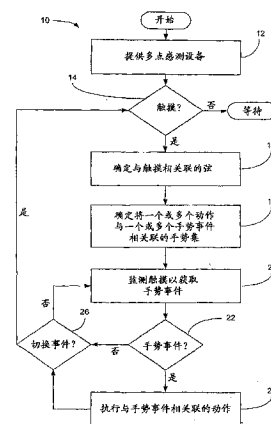 10
开始
12
提供多点感测设备
14
触摸?
否
等待
是
是
确定与触摸相关联的弦
确定将一个或多个动作
与一个或多个手势事件
相关联的手势集
监测触摸以获取
手势事件
否
26
22
切换事件?
否
手势事件?
是
执行与手势事件相关联的动作